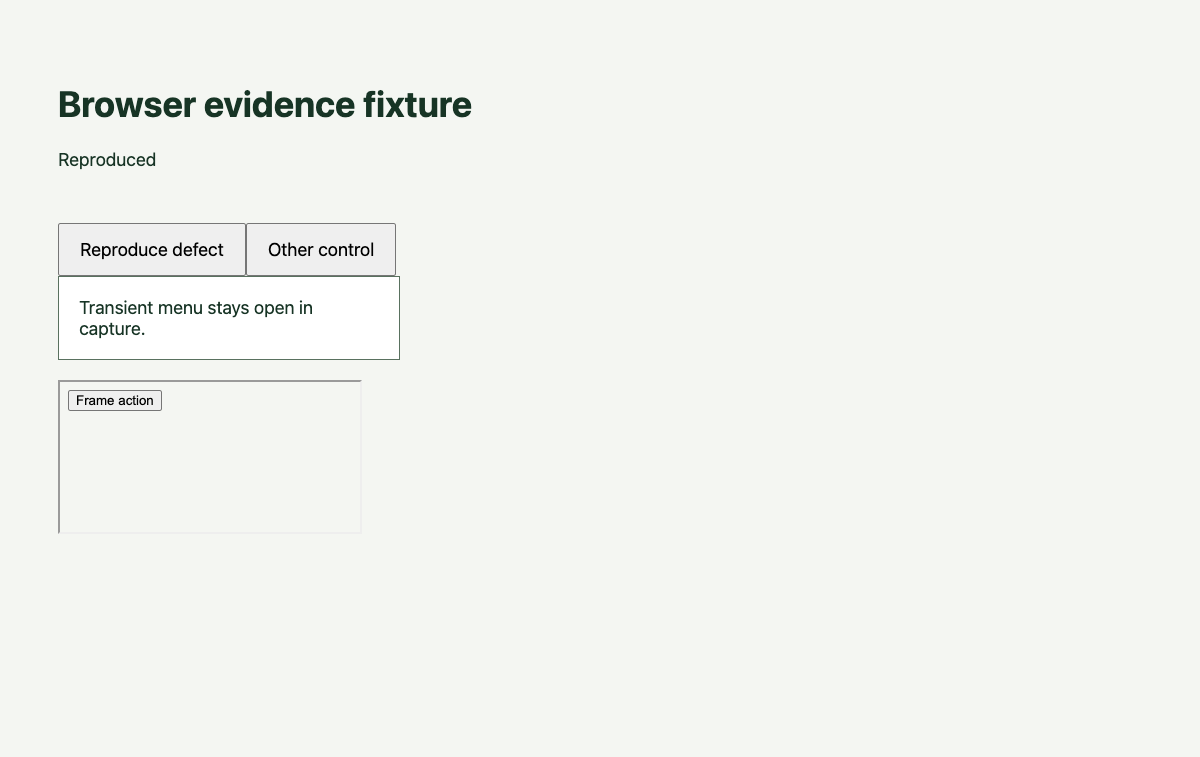 Browser evidence fixture
Reproduced
Reproduce defect
Other control
Transient menu stays open in
capture.
Frame action